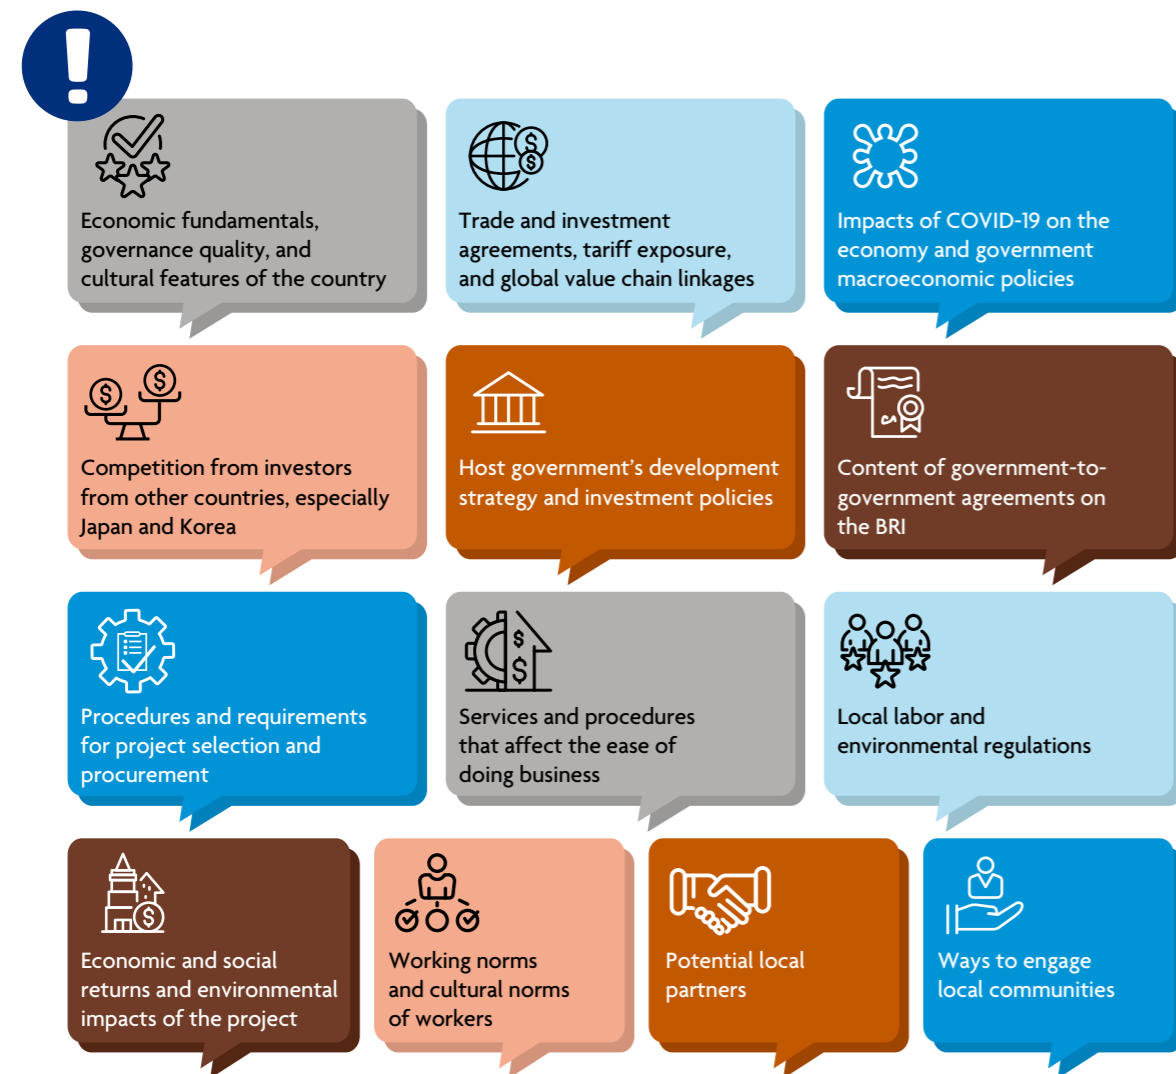 !
Economic fundamentals,
governance quality, and
cultural features of the country
Trade and investment
agreements, tariff exposure,
and global value chain linkages
Impacts of COVID-19 on the
economy and government
macroeconomic policies
$ $
Competition from investors
from other countries, especially
Japan and Korea
Host government’s development
strategy and investment policies
Content of government-to-
government agreements on
the BRI
Procedures and requirements
for project selection and
procurement
$
$
Services and procedures
that affect the ease of
doing business
Local labor and
environmental regulations
$
Economic and social
returns and environmental
impacts of the project
Working norms
and cultural norms
of workers
Potential local
partners
Ways to engage
local communities